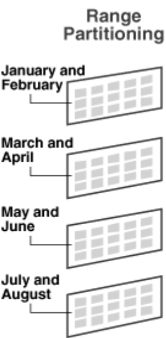 Range
Partitioning
January and
February
March and
April
May and
June
July and
August